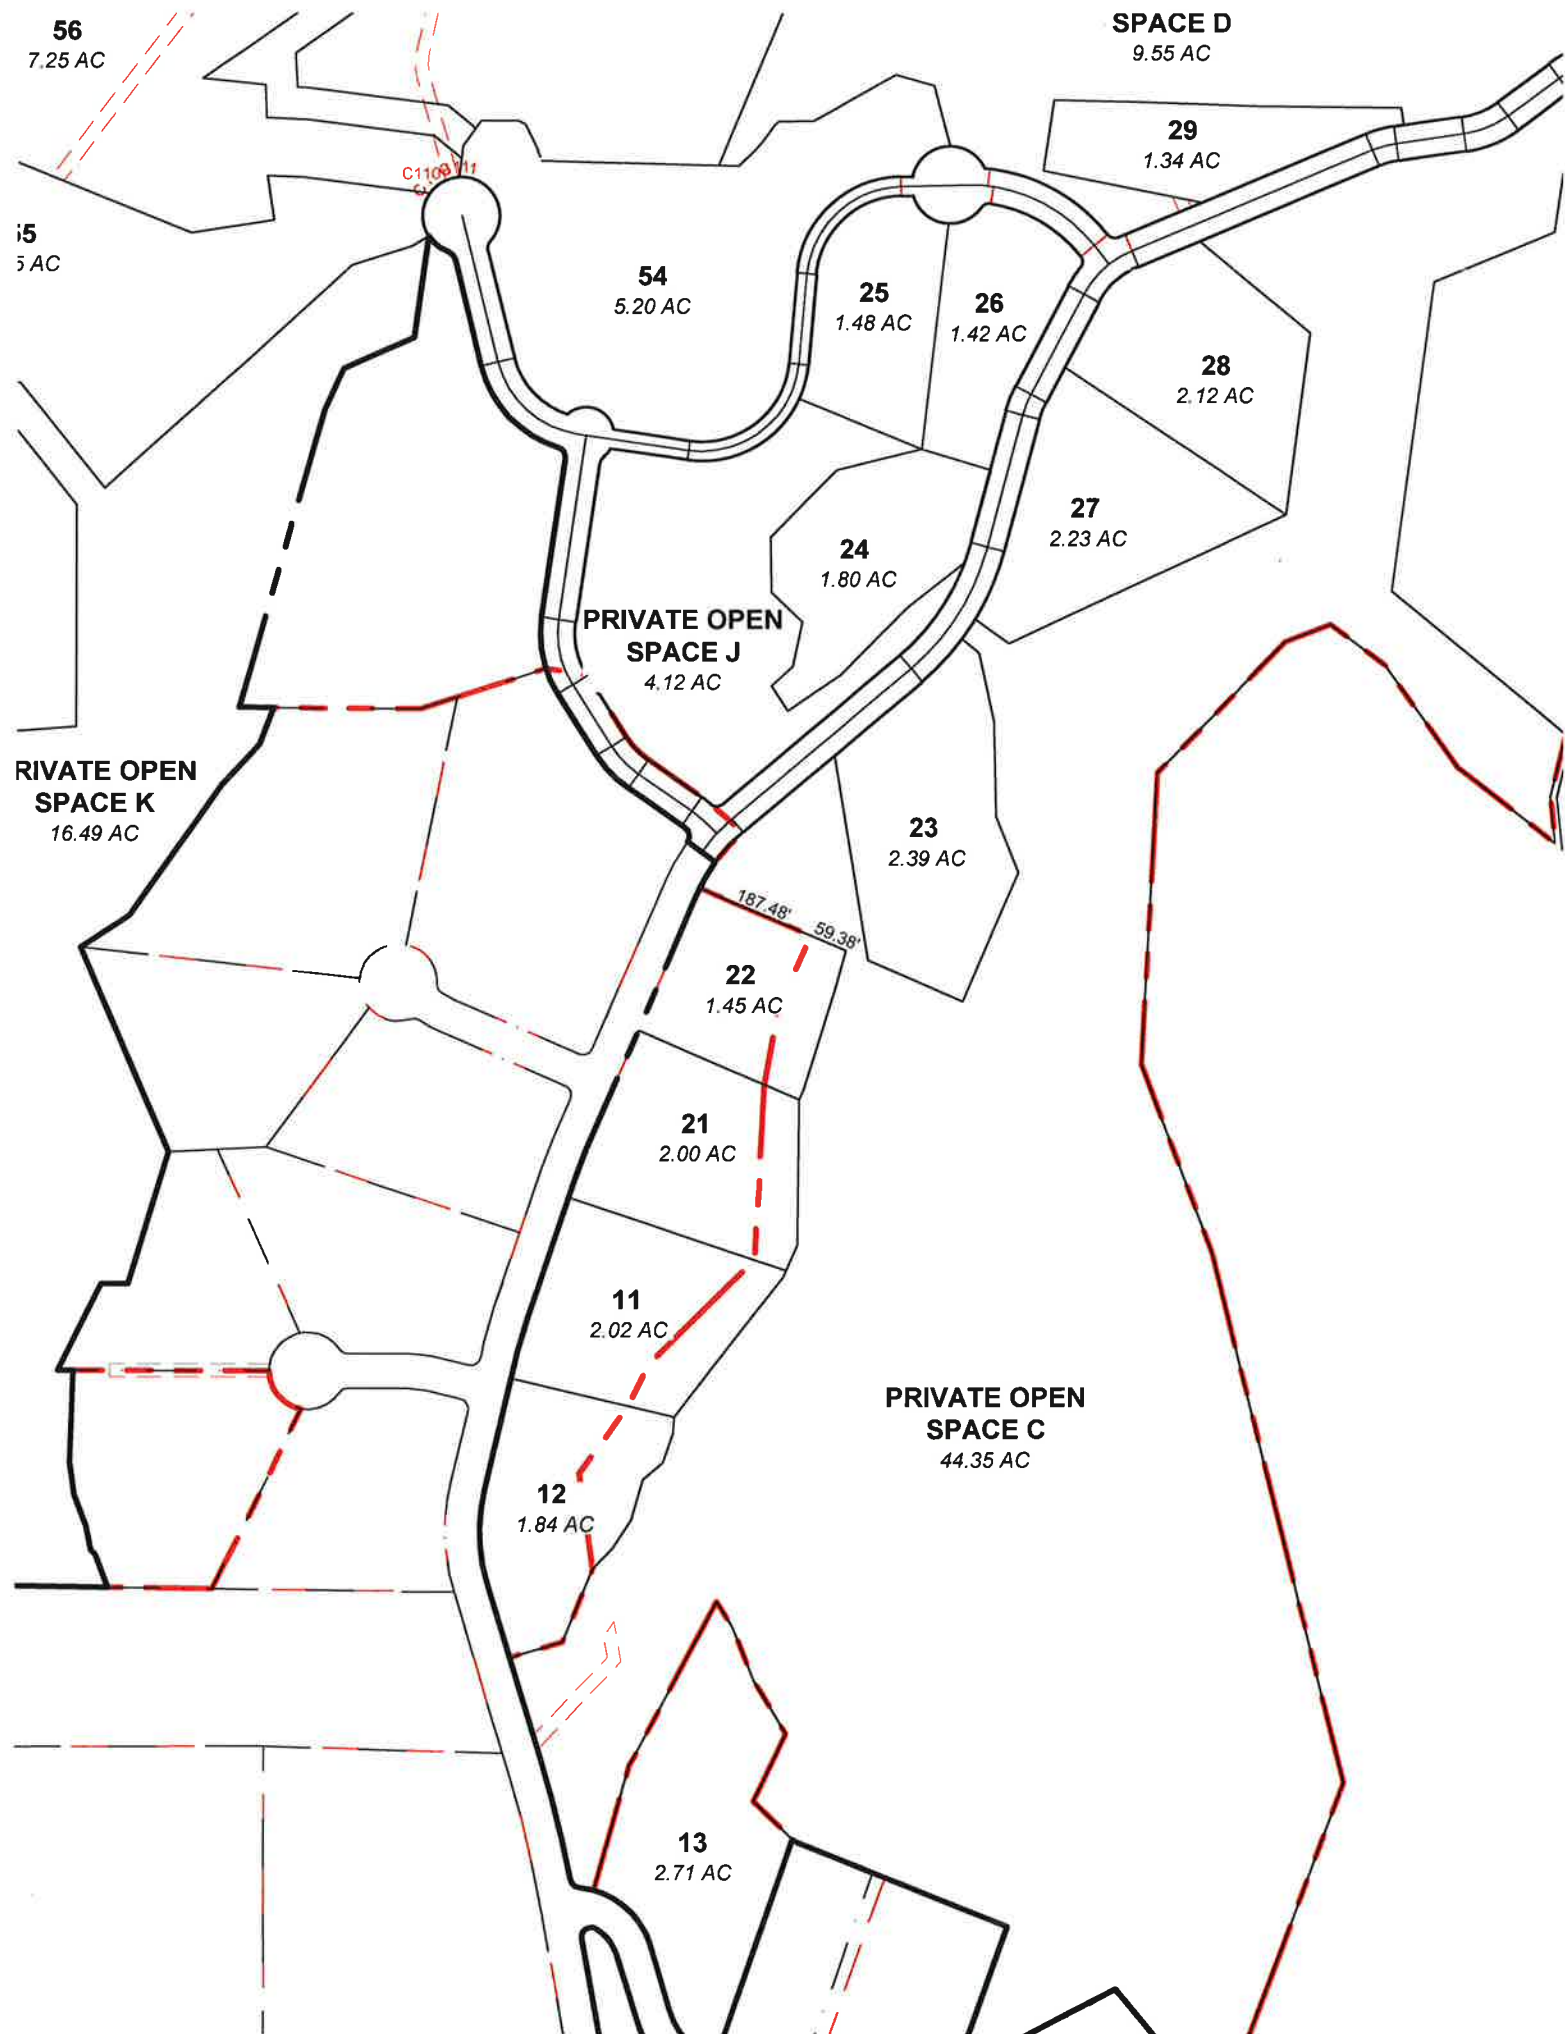 56
7.25 AC
SPACE D
9.55 AC
29
1.34 AC
55
5 AC
54
5.20 AC
25
1.48 AC
26
1.42 AC
28
2.12 AC
27
2.23 AC
24
1.80 AC
PRIVATE OPEN
SPACE J
4.12 AC
RIVATE OPEN
SPACE K
16.49 AC
23
2.39 AC
187.48'
59.38'
22
1.45 AC
21
2.00 AC
11
2.02 AC
PRIVATE OPEN
SPACE C
44.35 AC
12
1.84 AC
13
2.71 AC